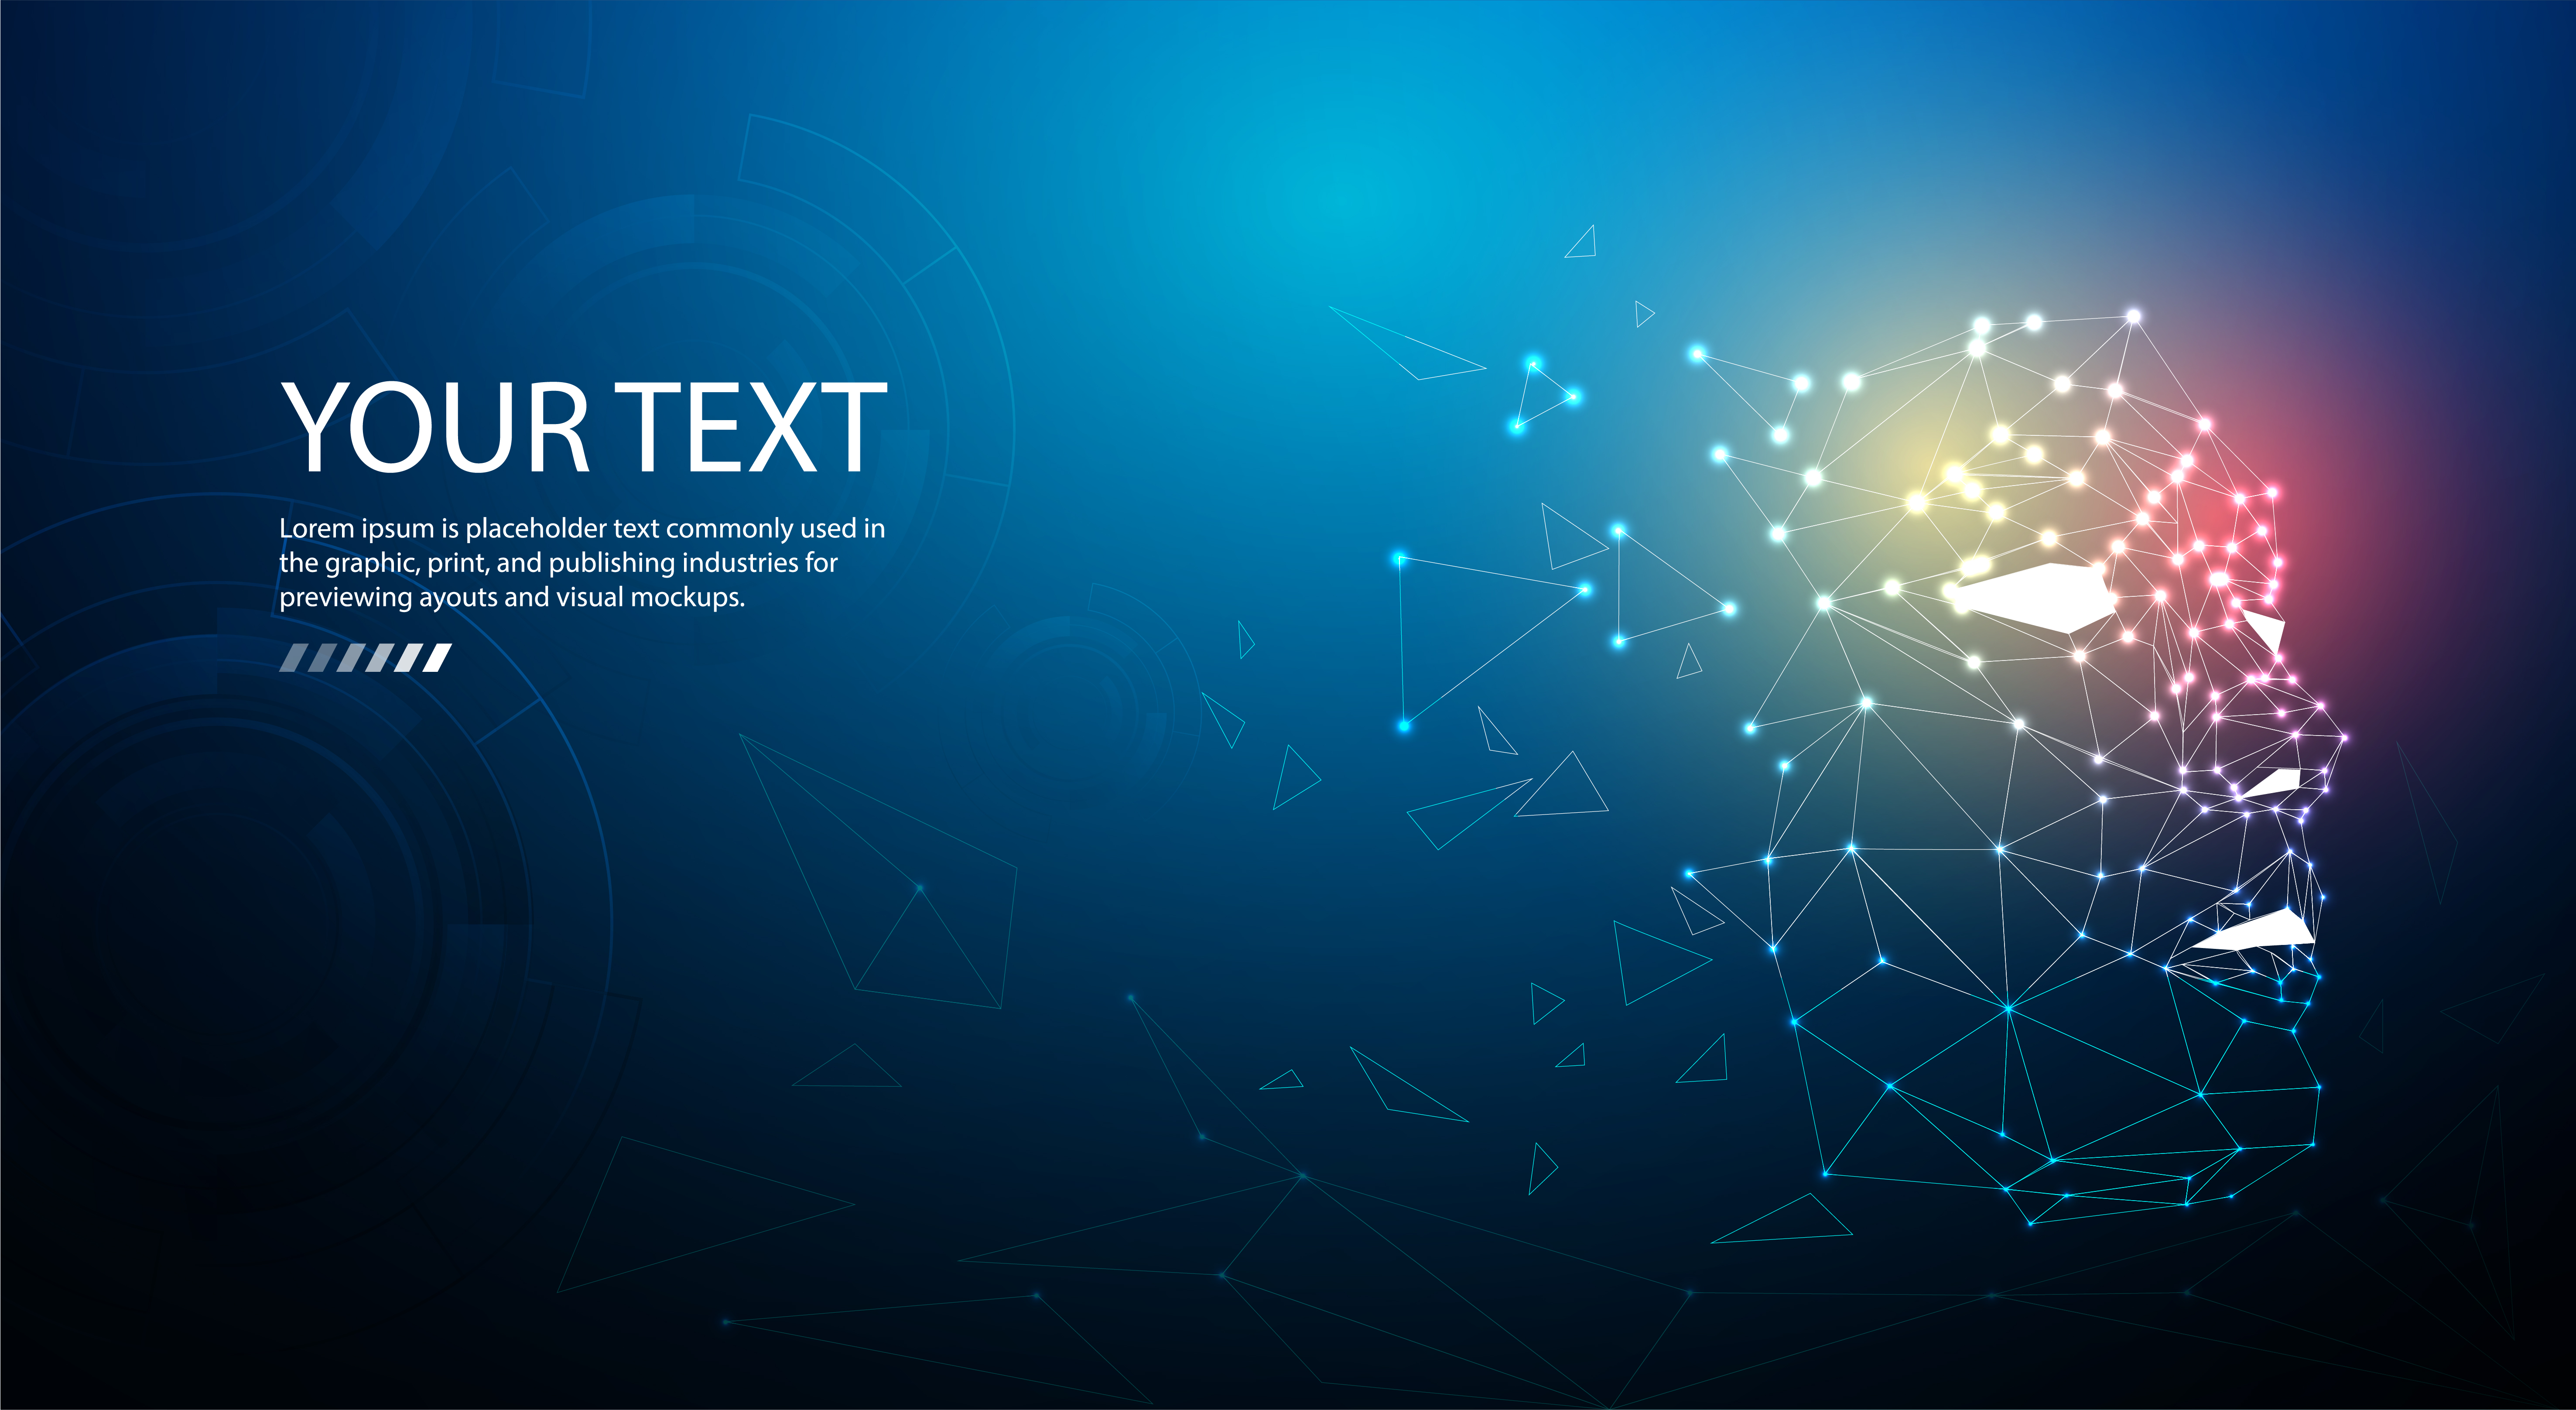 YOUR TEXT
Lorem ipsum is placeholder text commonly used in
the graphic, print, and publishing industries for
previewing ayouts and visual mockups.